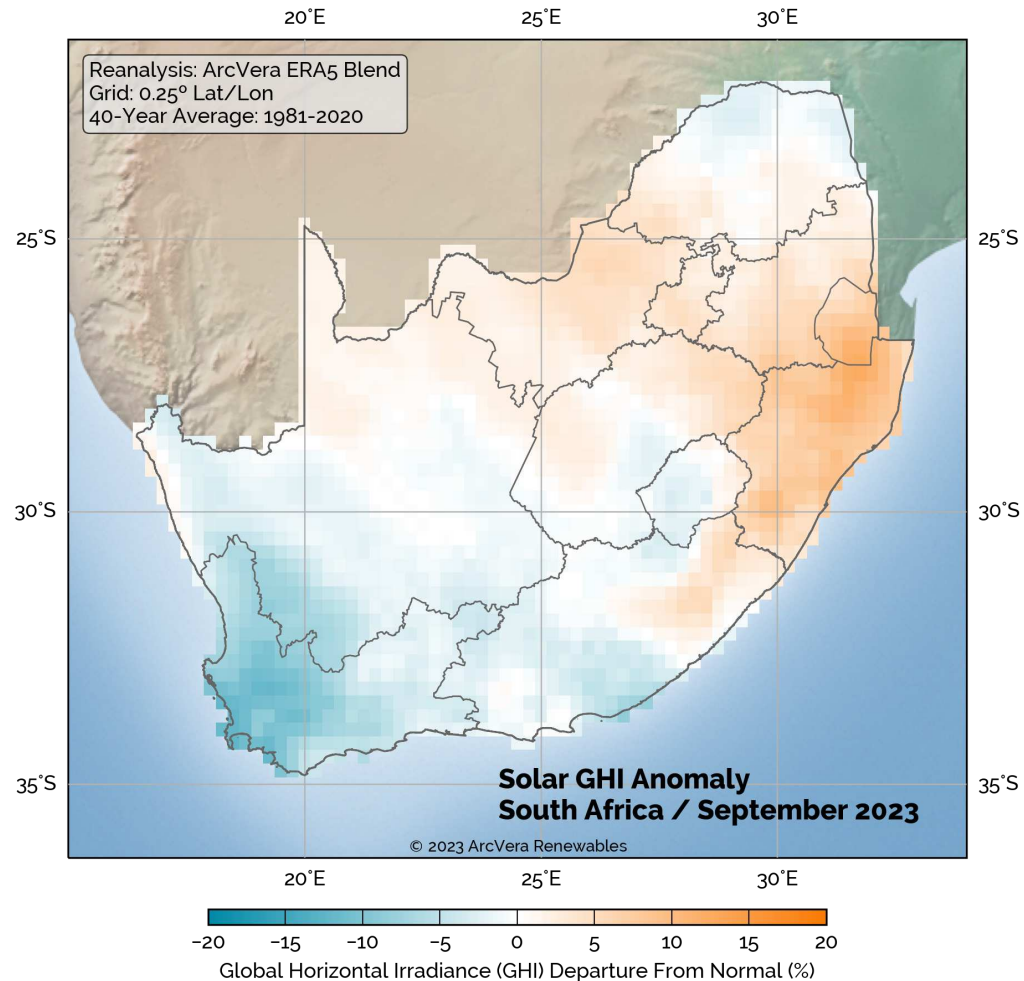 20°E 25°E 30°E
Reanalysis: ArcVera ERA5 Blend
Grid: 0.25º Lat/Lon
40-Year Average: 1981-2020
25°S 25°S
30°S 30°S
35°S 35°S
Solar GHI Anomaly
South Africa / September 2023
© 2023 ArcVera Renewables
20°E 25°E 30°E
−20 −15 −10 −5 0 5 10 15 20
Global Horizontal Irradiance (GHI) Departure From Normal (%)